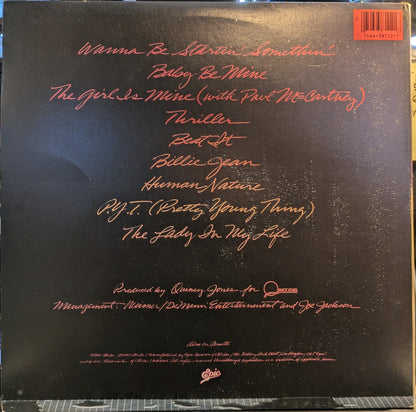 Wanna Be Startin' Somethin'
Baby Be Mine
The Girl Is Mine (with Paul McCartney)
Thriller
Beat It
Billie Jean
Human Nature
P.Y.T. (Pretty Young Thing)
The Lady In My Life
Produced by Quincy Jones for
Management: Weisner/DeMann Entertainment and Joe Jackson
Also on Cassette
Epic